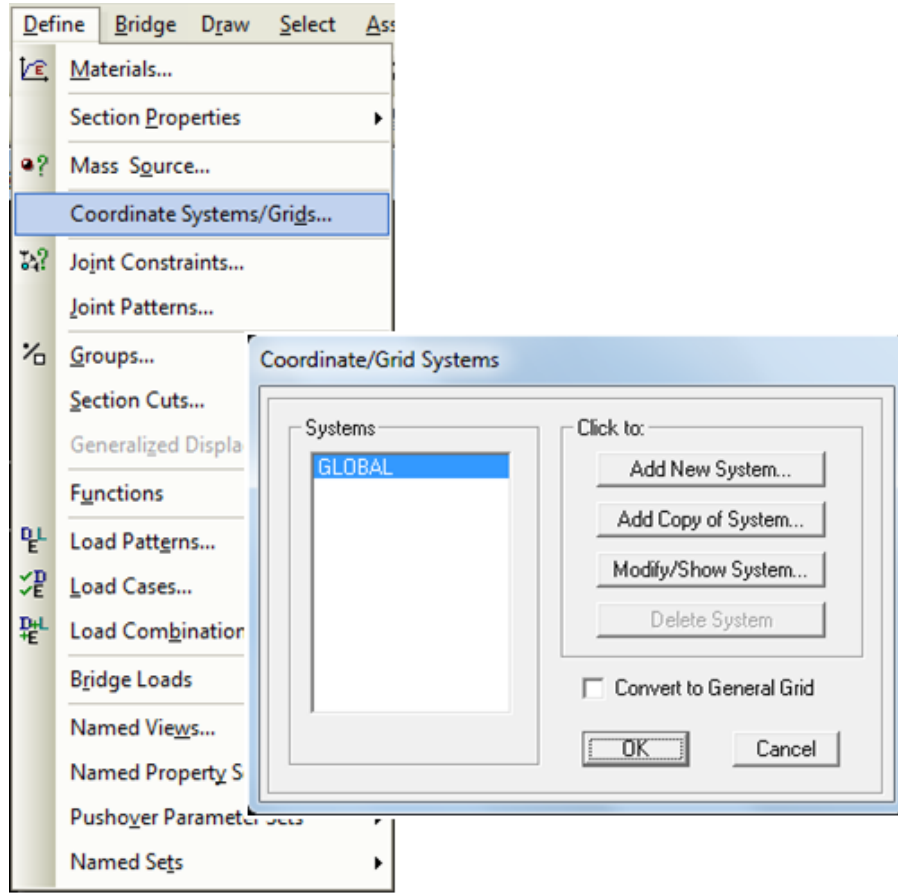 Define Bridge Draw Select
Materials...
Section Properties
Mass Source...
Coordinate Systems/Grids...
Joint Constraints...
Joint Patterns...
Groups...
Section Cuts...
Generalized
Functions
Load Patterns...
Load Cases...
Load Combination
Bridge Loads
Named Views...
Named Property S
Pushover Parameter Sets
Named Sets
Coordinate/Grid Systems
Systems
GLOBAL
Click to:
Add New System...
Add Copy of System...
Modify/Show System...
Delete System
Convert to General Grid
OK Cancel